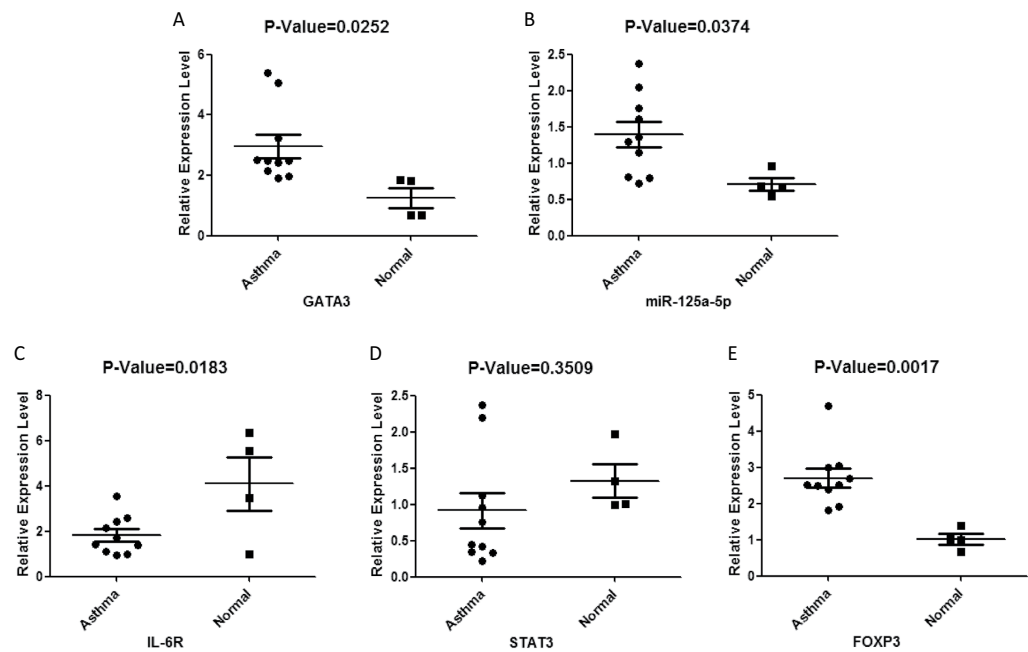 A
P-Value=0.0252
Relative Expression Level
6
4
2
0
Asthma
Normal
GATA3
B
P-Value=0.0374
Relative Expression Level
2.5
2.0
1.5
1.0
0.5
0.0
Asthma
Normal
miR-125a-5p
C
P-Value=0.0183
Relative Expression Level
8
6
4
2
0
Asthma
Normal
IL-6R
D
P-Value=0.3509
Relative Expression Level
2.5
2.0
1.5
1.0
0.5
0.0
Asthma
Normal
STAT3
E
P-Value=0.0017
Relative Expression Level
5
4
3
2
1
0
Asthma
Normal
FOXP3